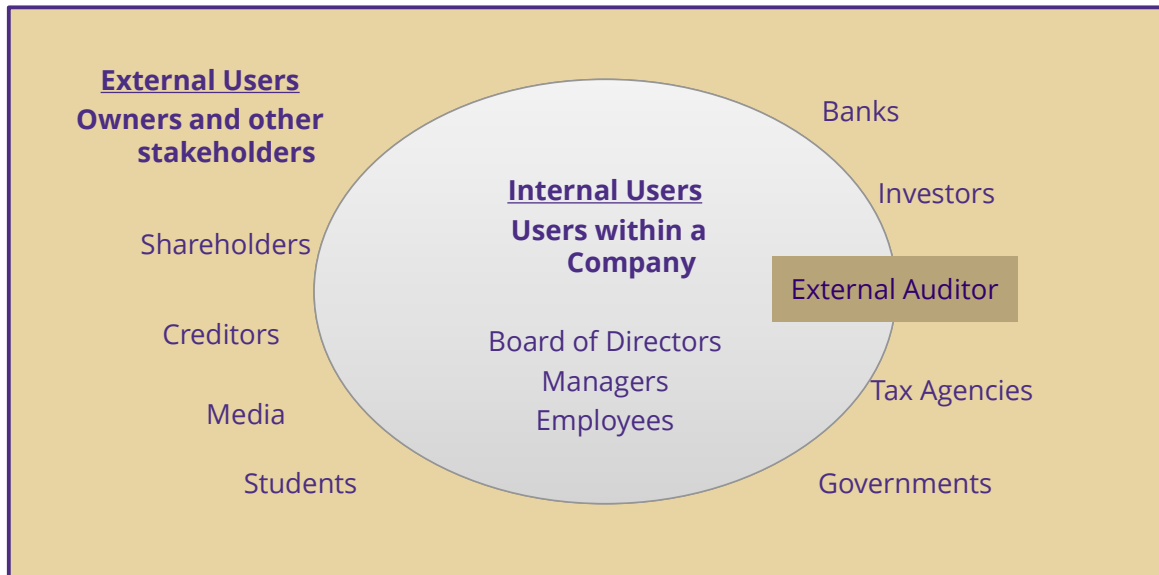 External Users
Owners and other
stakeholders
Shareholders
Creditors
Media
Students
Internal Users
Users within a
Company
Board of Directors
Managers
Employees
Banks
Investors
External Auditor
Tax Agencies
Governments